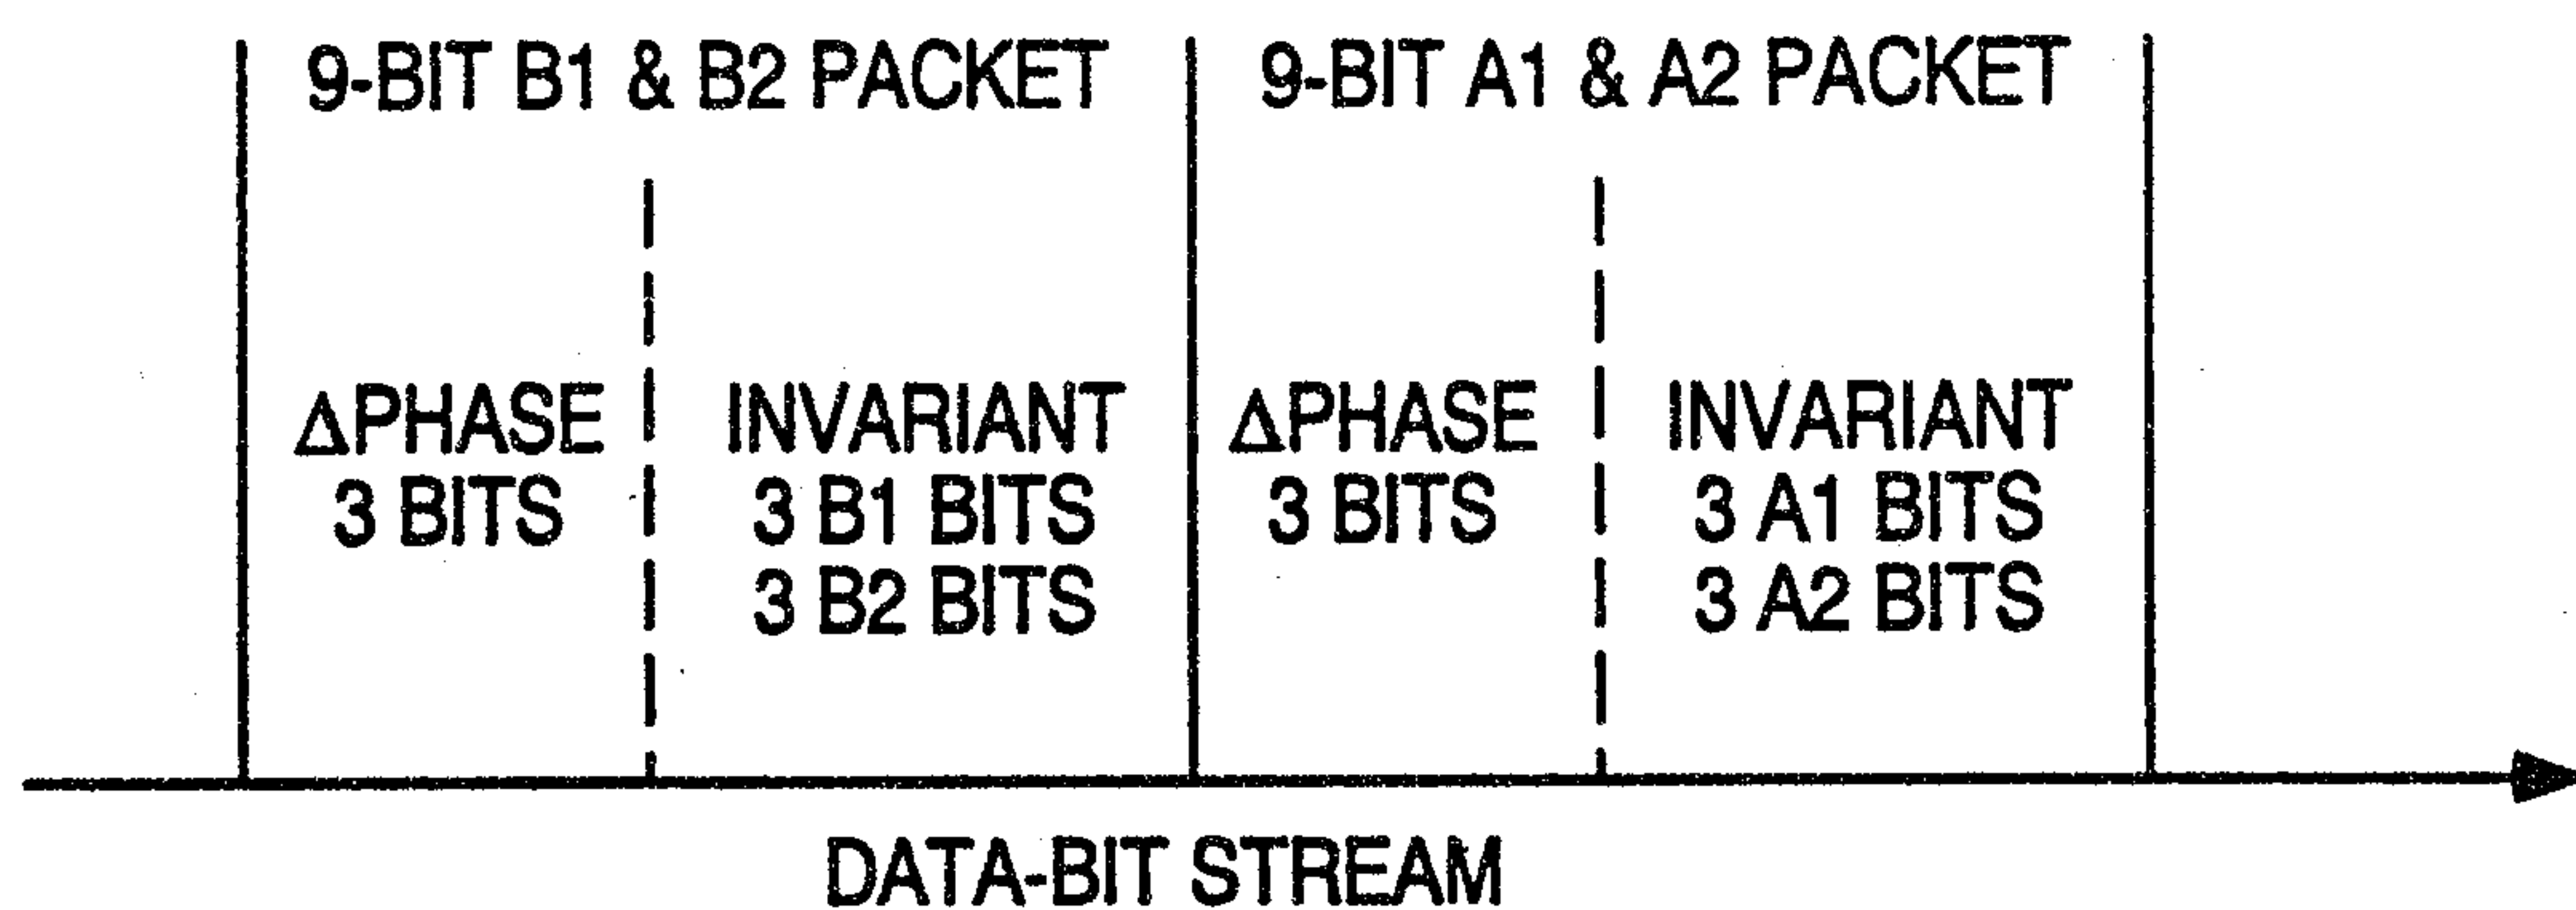 9-BIT B1 & B2 PACKET
9-BIT A1 & A2 PACKET
ΔPHASE
3 BITS
INVARIANT
3 B1 BITS
3 B2 BITS
ΔPHASE
3 BITS
INVARIANT
3 A1 BITS
3 A2 BITS
DATA-BIT STREAM